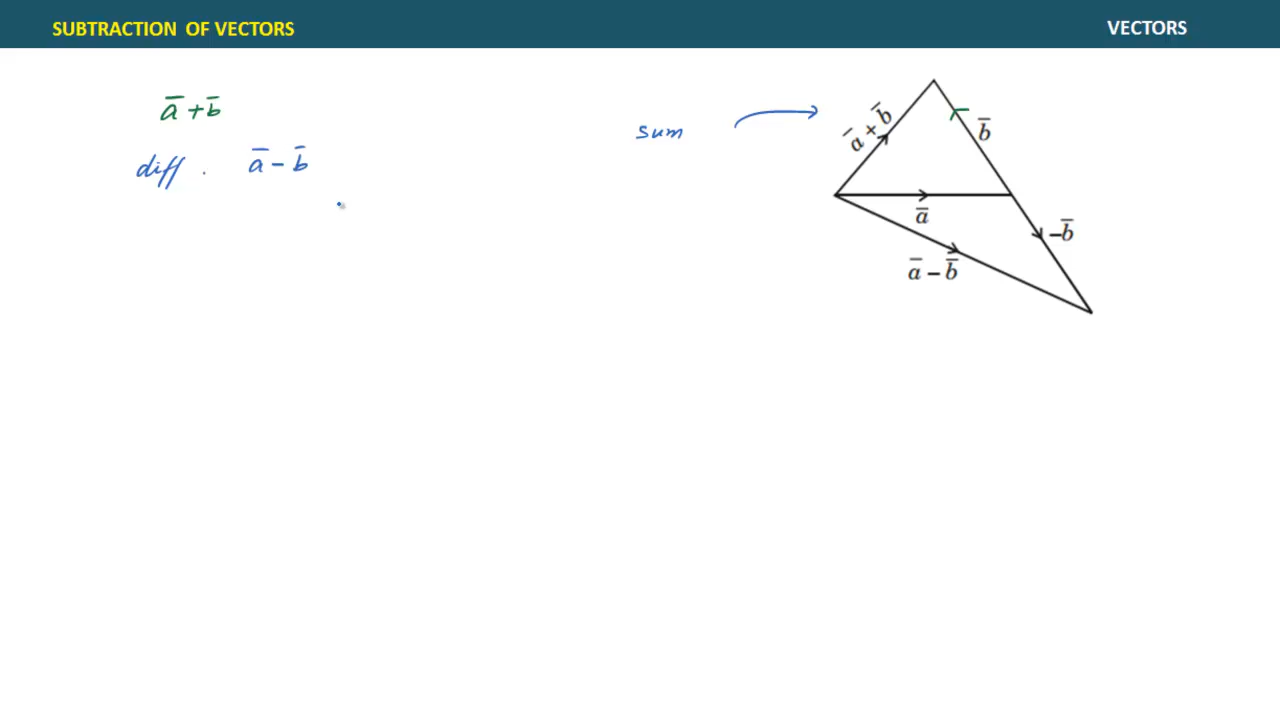 SUBTRACTION OF VECTORS
VECTORS
a̅ + b̅
diff. a̅ − b̅
sum
a̅ + b̅
b̅
a̅
−b̅
a̅ − b̅